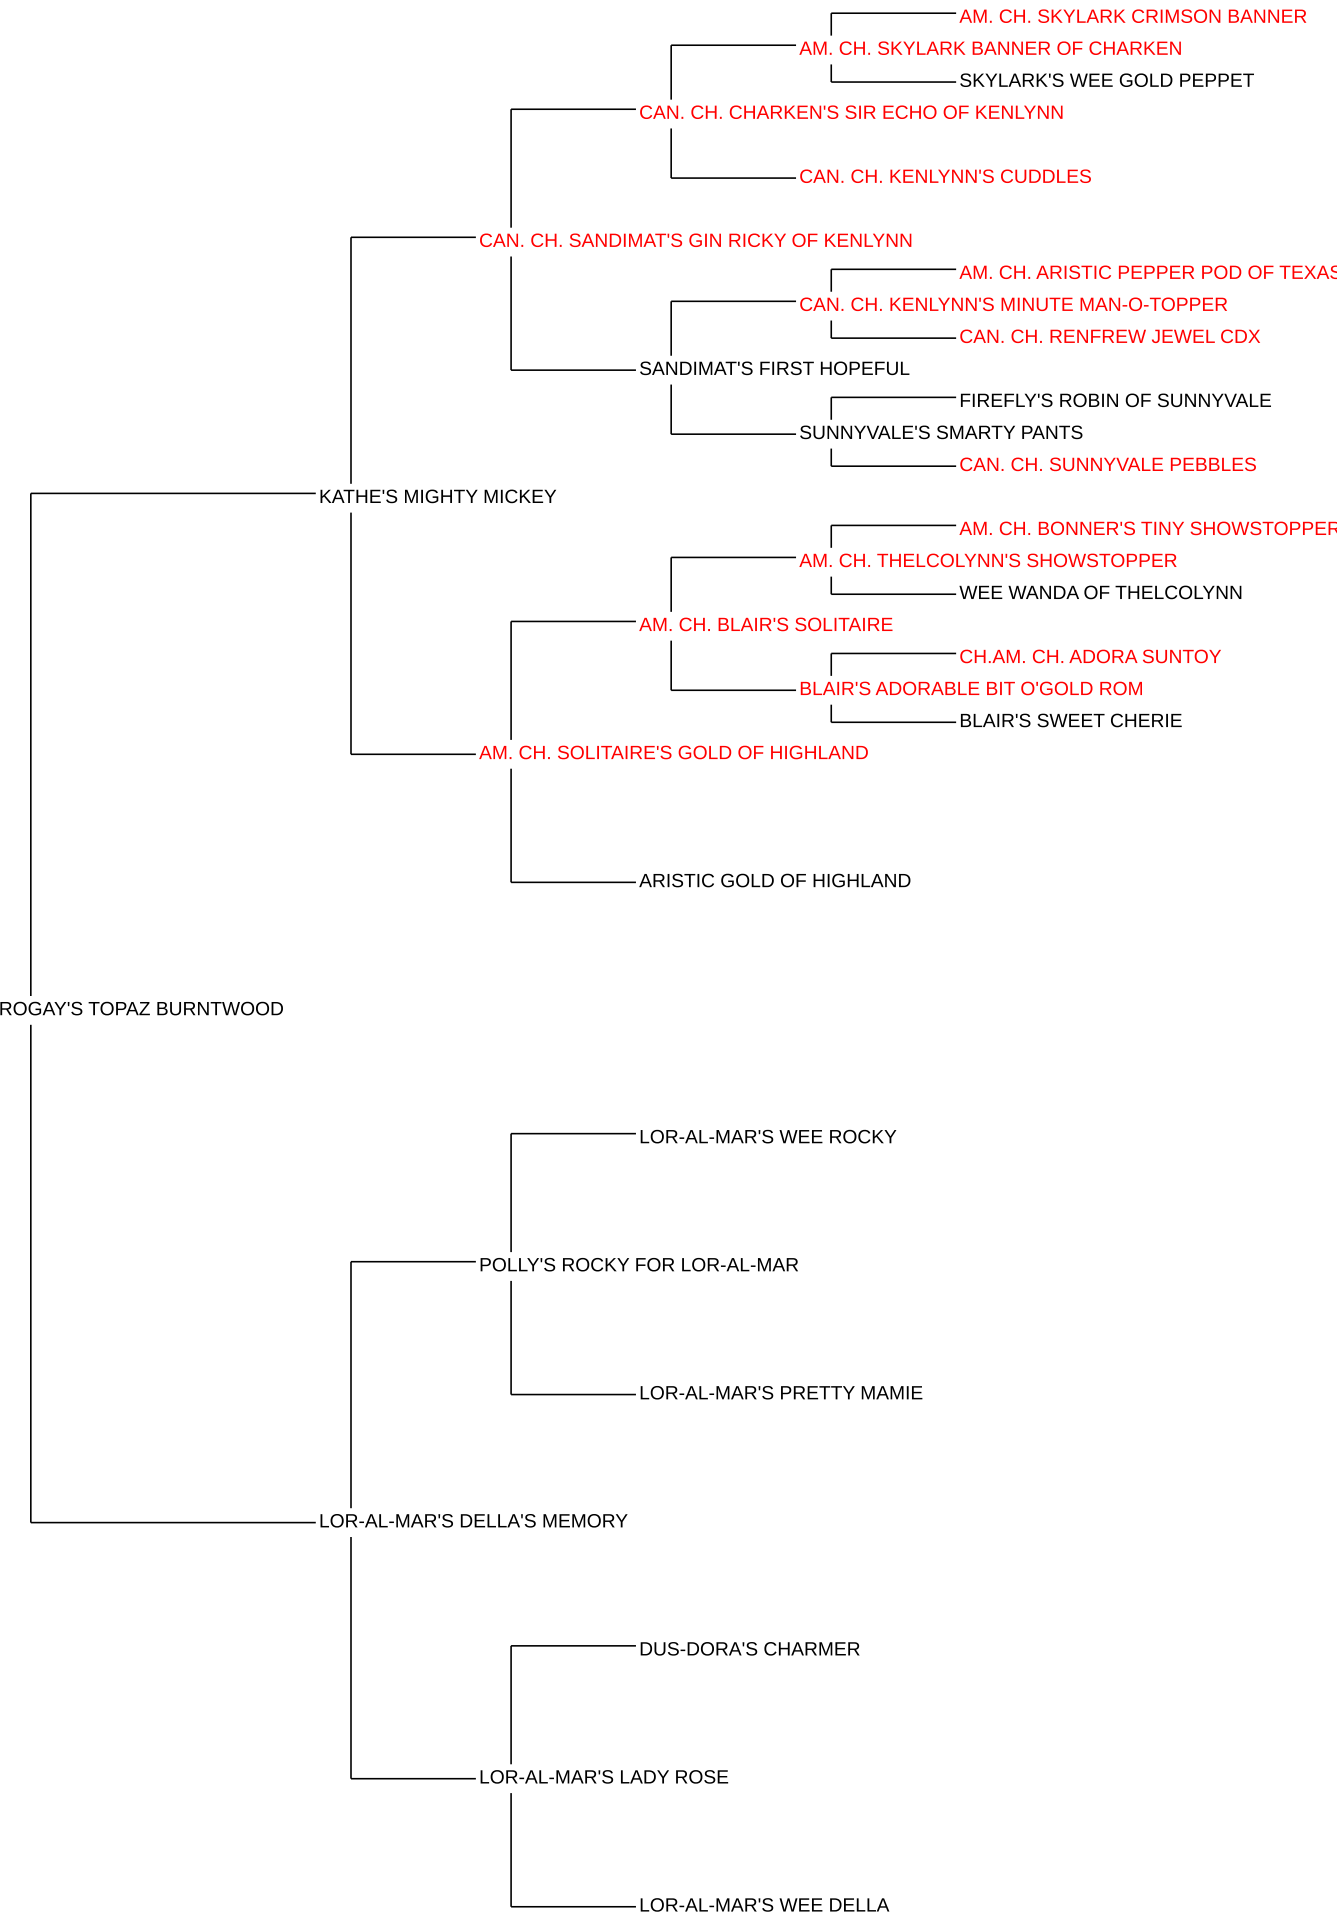 AM. CH. SKYLARK CRIMSON BANNER
AM. CH. SKYLARK BANNER OF CHARKEN
SKYLARK'S WEE GOLD PEPPET
CAN. CH. CHARKEN'S SIR ECHO OF KENLYNN
CAN. CH. KENLYNN'S CUDDLES
CAN. CH. SANDIMAT'S GIN RICKY OF KENLYNN
AM. CH. ARISTIC PEPPER POD OF TEXAS
CAN. CH. KENLYNN'S MINUTE MAN-O-TOPPER
CAN. CH. RENFREW JEWEL CDX
SANDIMAT'S FIRST HOPEFUL
FIREFLY'S ROBIN OF SUNNYVALE
SUNNYVALE'S SMARTY PANTS
CAN. CH. SUNNYVALE PEBBLES
KATHE'S MIGHTY MICKEY
AM. CH. BONNER'S TINY SHOWSTOPPER
AM. CH. THELCOLYNN'S SHOWSTOPPER
WEE WANDA OF THELCOLYNN
AM. CH. BLAIR'S SOLITAIRE
CH.AM. CH. ADORA SUNTOY
BLAIR'S ADORABLE BIT O'GOLD ROM
BLAIR'S SWEET CHERIE
AM. CH. SOLITAIRE'S GOLD OF HIGHLAND
ARISTIC GOLD OF HIGHLAND
ROGAY'S TOPAZ BURNTWOOD
LOR-AL-MAR'S WEE ROCKY
POLLY'S ROCKY FOR LOR-AL-MAR
LOR-AL-MAR'S PRETTY MAMIE
LOR-AL-MAR'S DELLA'S MEMORY
DUS-DORA'S CHARMER
LOR-AL-MAR'S LADY ROSE
LOR-AL-MAR'S WEE DELLA